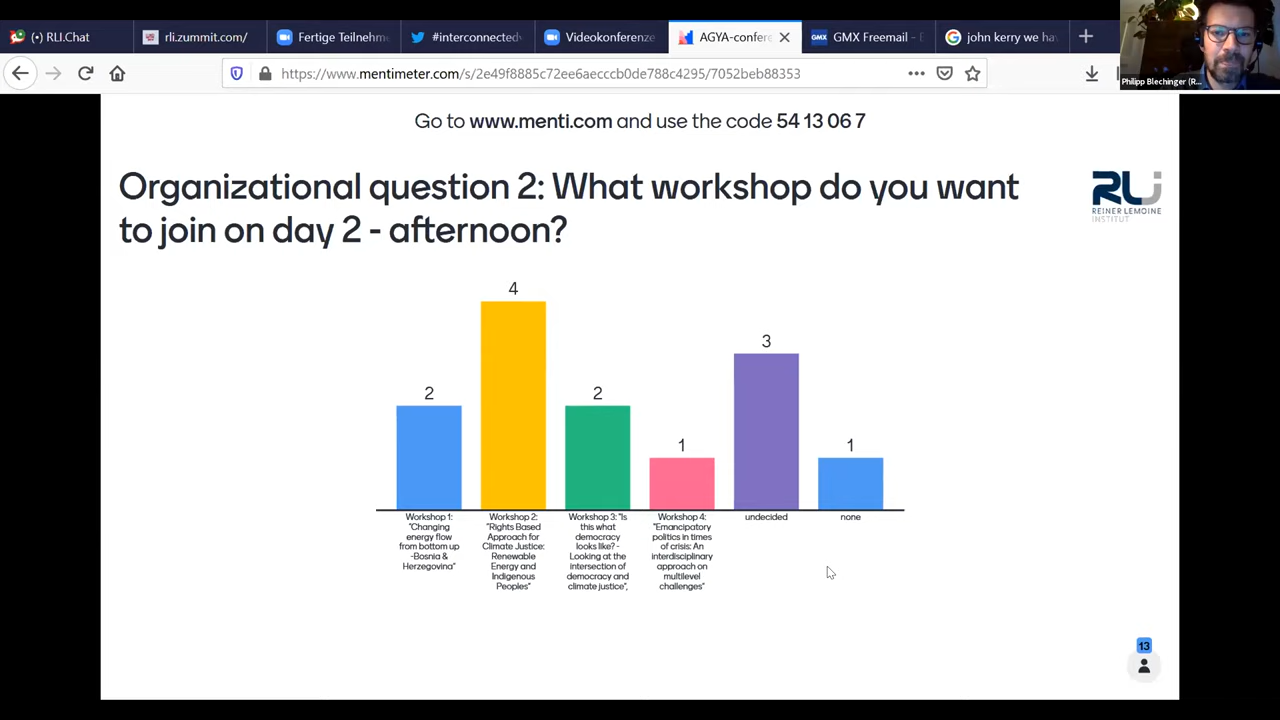 (•) RLI.Chat
rli.zummit.com/
Fertige Teilnehme
#interconnectedv
Videokonferenze
AGYA-confere
GMX Freemail - E
john kerry we ha
https://www.mentimeter.com/s/2e49f8885c72ee6aecccb0de788c4295/7052beb88353
Philipp Blechinger (R...
Go to www.menti.com and use the code 54 13 06 7
Organizational question 2: What workshop do you want
to join on day 2 - afternoon?
RLI
REINER LEMOINE
INSTITUT
4
3
2
2
1
1
Workshop 1:
"Changing
energy flow
from bottom up
-Bosnia &
Herzegovina"
Workshop 2:
"Rights Based
Approach for
Climate Justice:
Renewable
Energy and
Indigenous
Peoples"
Workshop 3: "Is
this what
democracy
looks like? -
Looking at the
intersection of
democracy and
climate justice",
Workshop 4:
"Emancipatory
politics in times
of crisis: An
interdisciplinary
approach on
multilevel
challenges"
undecided
none
13